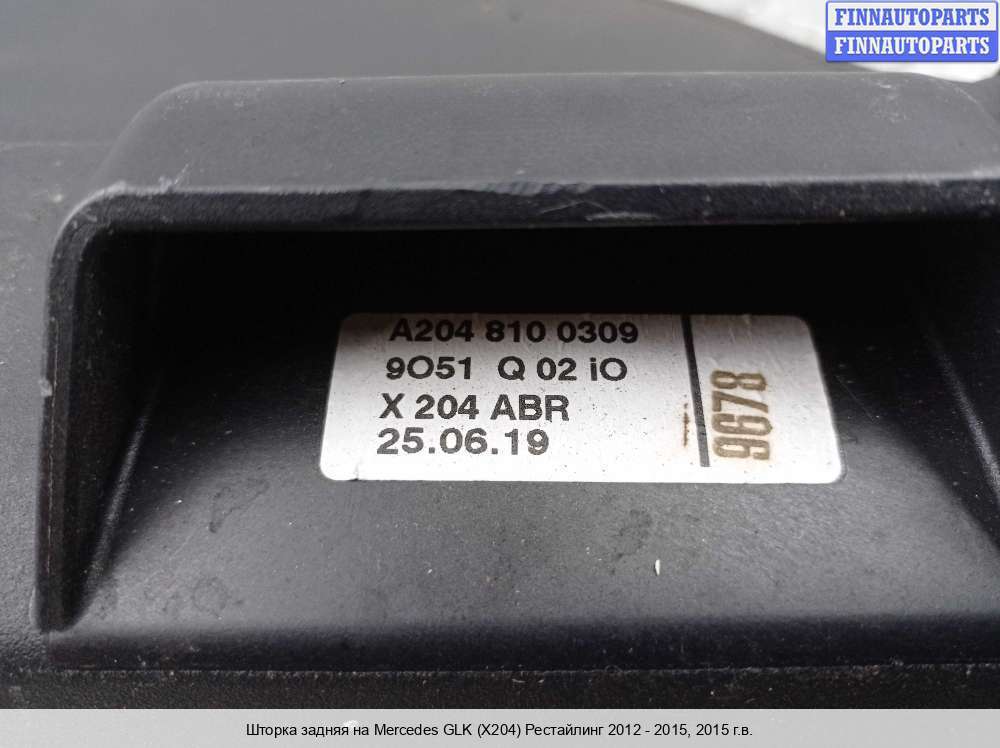 FINNAUTOPARTS
FINNAUTOPARTS
A204 810 0309
9O51 Q 02 iO
X 204 ABR
25.06.19
9678
Шторка задняя на Mercedes GLK (X204) Рестайлинг 2012 - 2015, 2015 г.в.